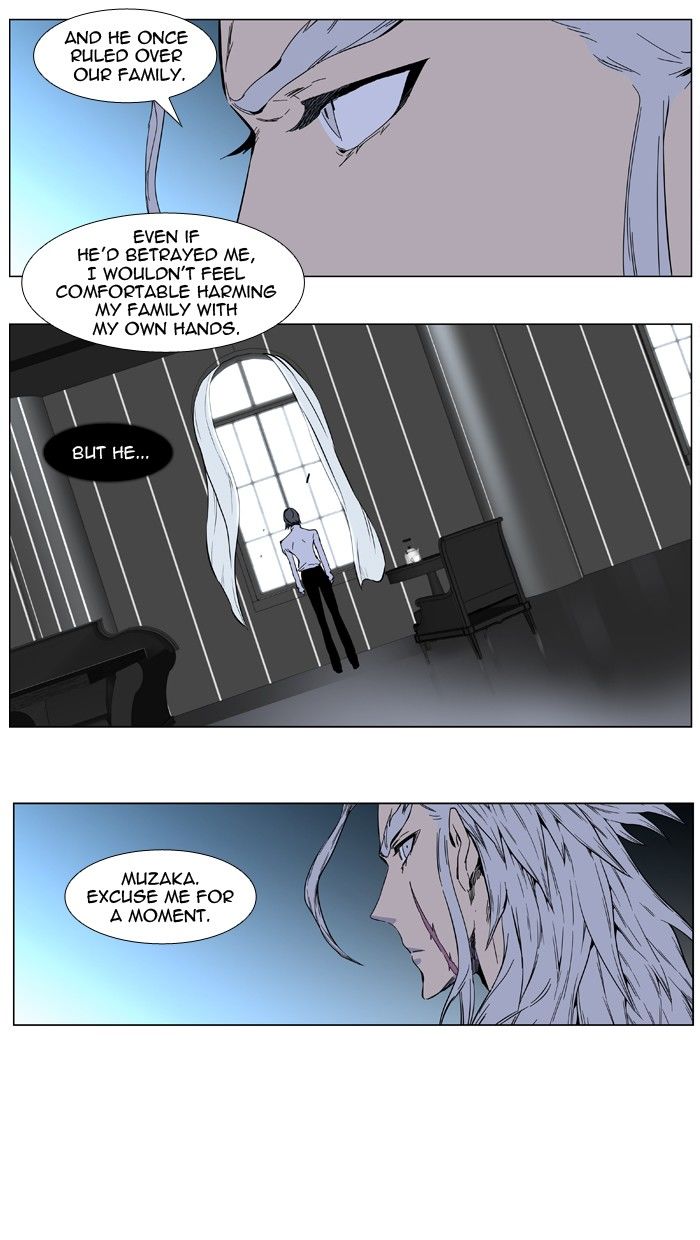 AND HE ONCE
RULED OVER
OUR FAMILY.
EVEN IF
HE'D BETRAYED ME,
I WOULDN'T FEEL
COMFORTABLE HARMING
MY FAMILY WITH
MY OWN HANDS.
BUT HE...
MUZAKA.
EXCUSE ME FOR
A MOMENT.